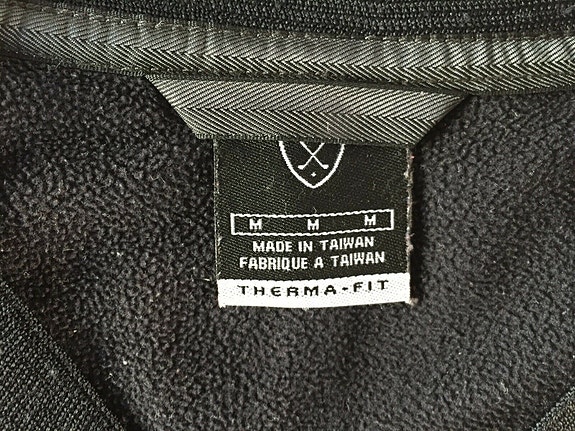 M M M
MADE IN TAIWAN
FABRIQUE A TAIWAN
THERMA-FIT